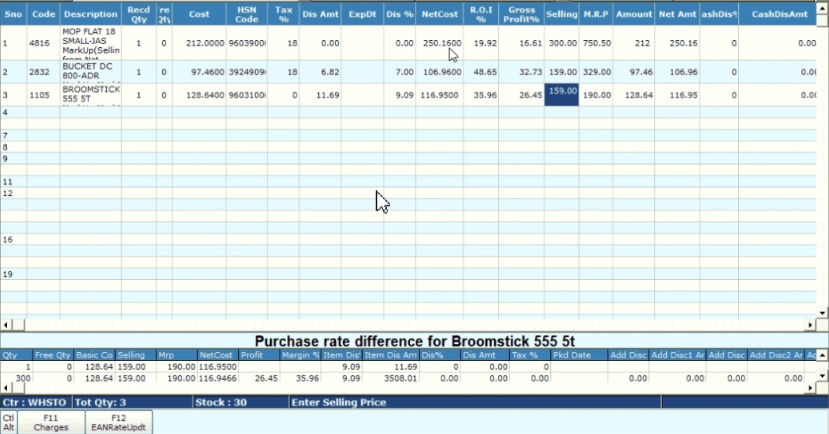 Sno Code Description Recd Qty re Qty Cost HSN Code Tax % Dis Amt ExpDt Dis % NetCost R.O.I % Gross Profit% Selling M.R.P Amount Net Amt ashDis% CashDisAmt
1 4816 MOP FLAT 18 SMALL-JAS MarkUp(Sellin 1 0 212.0000 9603900 18 0.00 0.00 250.1600 19.92 16.61 300.00 750.50 212 250.16 0 0.00
2 2832 BUCKET DC 800-ADR 1 0 97.4600 3924909 18 6.82 7.00 106.9600 48.65 32.73 159.00 329.00 97.46 106.96 0 0.00
3 1105 BROOMSTICK 555 5T 1 0 128.6400 9603100 0 11.69 9.09 116.9500 35.96 26.45 159.00 190.00 128.64 116.95 0 0.00
4
7
8
9
11
12
16
19
Purchase rate difference for Broomstick 555 5t
Qty Free Qty Basic Co Selling Mrp NetCost Profit Margin % Item Dis Item Dis Am Dis% Dis Amt Tax % Pkd Date Add Disc Add Disc1 Ar Add Disc Add Disc2 Ar
1 0 128.64 159.00 190.00 116.9500 9.09 11.69 0 0.00 0
300 0 128.64 159.00 190.00 116.9466 26.45 35.96 9.09 3508.01 0.00 0.00 0 0.00 0.00 0.00 0.00
Ctr : WHSTO Tot Qty: 3 Stock : 30 Enter Selling Price
Ctl Alt F11 Charges F12 EANRateUpdt